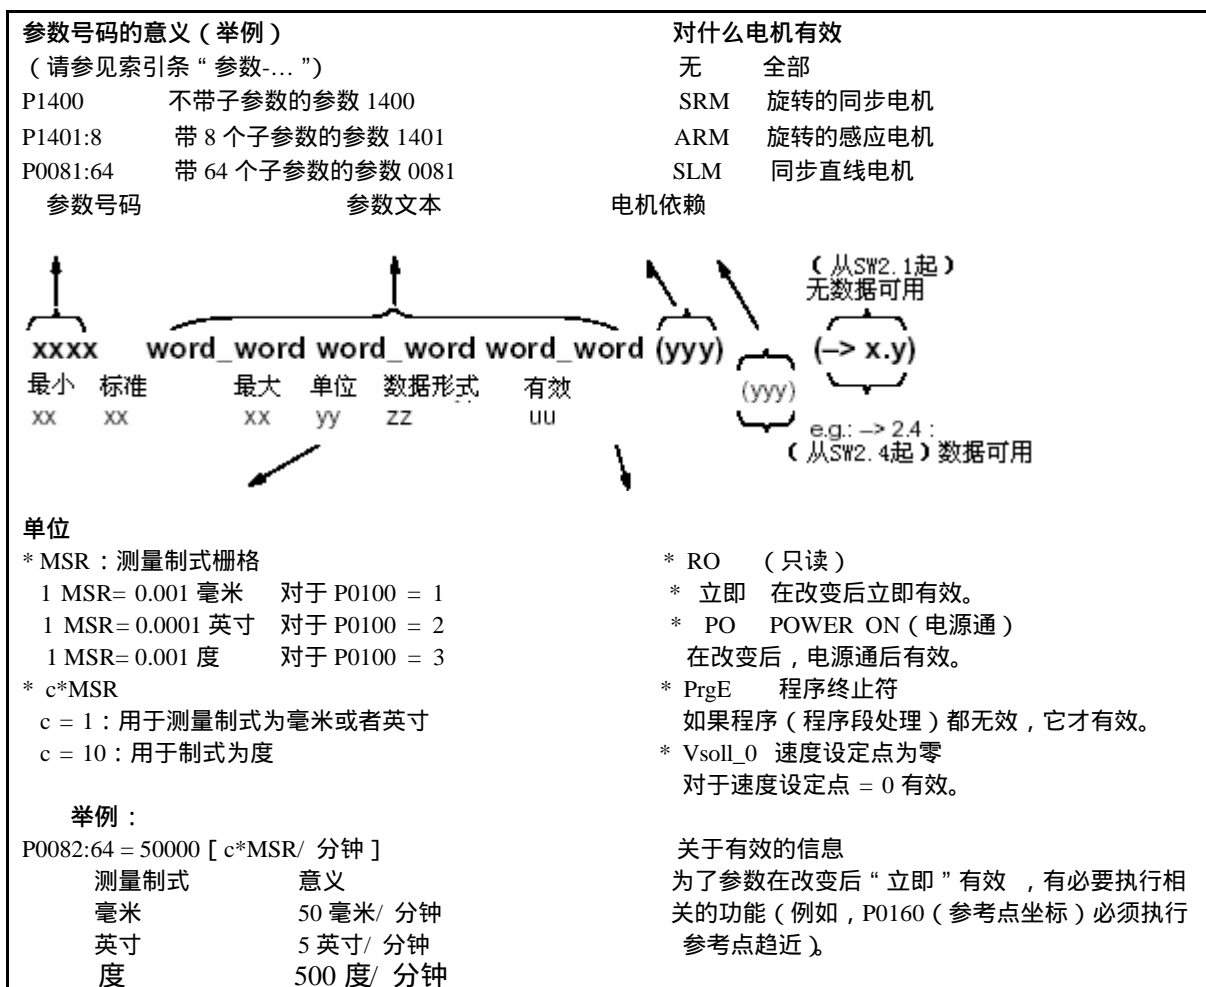 参数号码的意义（举例） 对什么电机有效
（请参见索引条“参数-…”） 无 全部
P1400 不带子参数的参数 1400 SRM 旋转的同步电机
P1401:8 带 8 个子参数的参数 1401 ARM 旋转的感应电机
P0081:64 带 64 个子参数的参数 0081 SLM 同步直线电机
参数号码 参数文本 电机依赖
（从SW2.1起）
无数据可用
xxxx word_word word_word word_word (yyy) (–> x.y)
最小 标准 最大 单位 数据形式 有效 (yyy)
xx xx xx yy zz uu
e.g.: –> 2.4 :
（从SW2.4起）数据可用
单位
* MSR：测量制式栅格 * RO （只读）
1 MSR= 0.001 毫米 对于 P0100 = 1 * 立即 在改变后立即有效。
1 MSR= 0.0001 英寸 对于 P0100 = 2 * PO POWER ON（电源通）
1 MSR= 0.001 度 对于 P0100 = 3 在改变后，电源通后有效。
* c*MSR * PrgE 程序终止符
c = 1：用于测量制式为毫米或者英寸 如果程序（程序段处理）都无效，它才有效。
c = 10：用于制式为度 * Vsoll_0 速度设定点为零
对于速度设定点 = 0 有效。
举例：
P0082:64 = 50000［c*MSR/ 分钟］ 关于有效的信息
测量制式 意义 为了参数在改变后“立即”有效 ，有必要执行相
毫米 50 毫米/ 分钟 关的功能（例如，P0160（参考点坐标）必须执行
英寸 5 英寸/ 分钟 参考点趋近）。
度 500 度/ 分钟